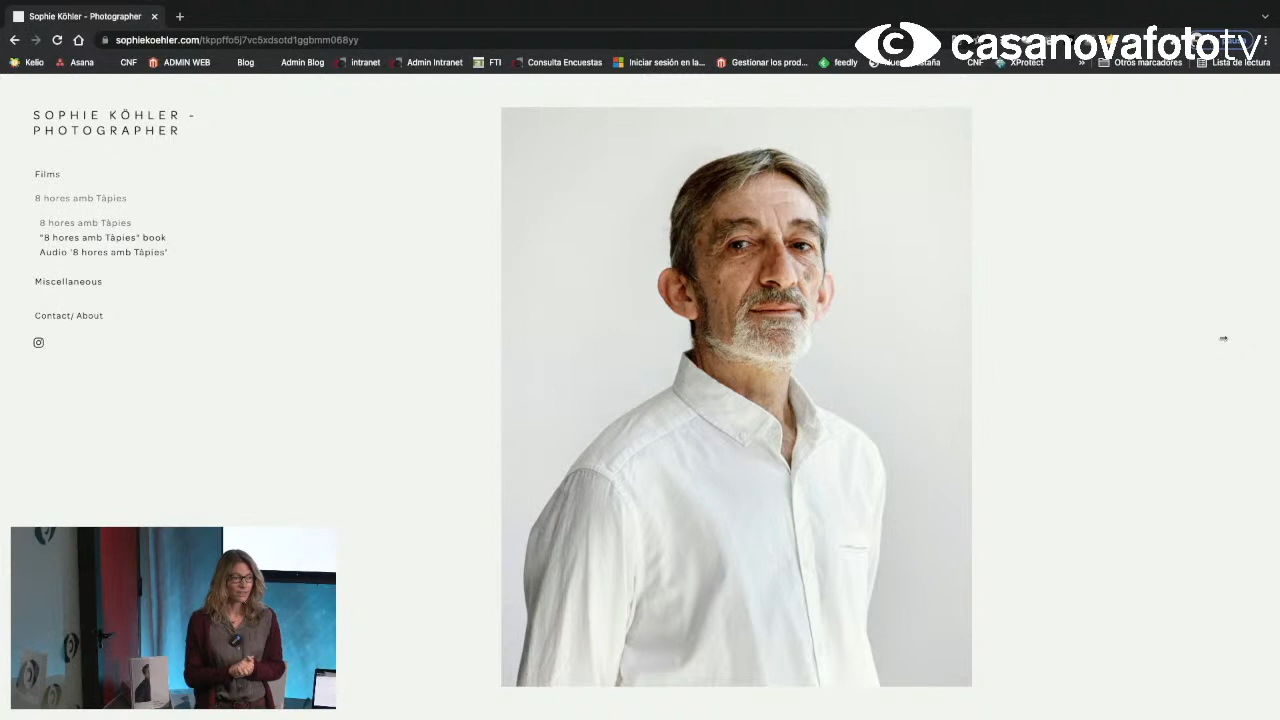 Sophie Köhler - Photographer
sophiekoehler.com/tkppffo5j7vc5xdsotd1ggbmm068yy
casanovafototv
Kelio
Asana
CNF
ADMIN WEB
Blog
Admin Blog
intranet
Admin Intranet
FTI
Consulta Encuestas
Iniciar sesión en la...
Gestionar los prod...
feedly
CNF
XProtect
»
Otros marcadores
Lista de lectura
SOPHIE KÖHLER -
PHOTOGRAPHER
Films
8 hores amb Tàpies
8 hores amb Tàpies
"8 hores amb Tàpies" book
Audio '8 hores amb Tàpies'
Miscellaneous
Contact/ About